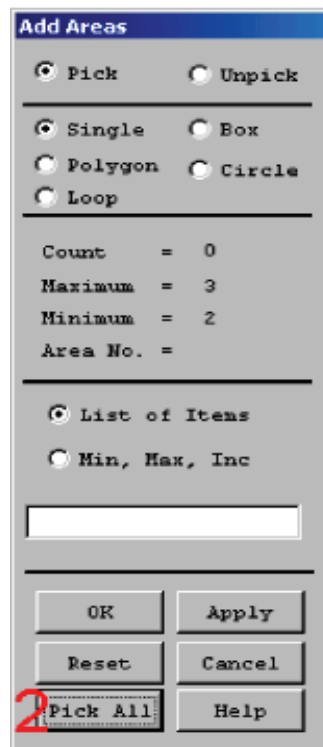 Add Areas
Pick Unpick
Single Box
Polygon Circle
Loop
Count = 0
Maximum = 3
Minimum = 2
Area No. =
List of Items
Min, Max, Inc
OK Apply
Reset Cancel
2 Pick All Help